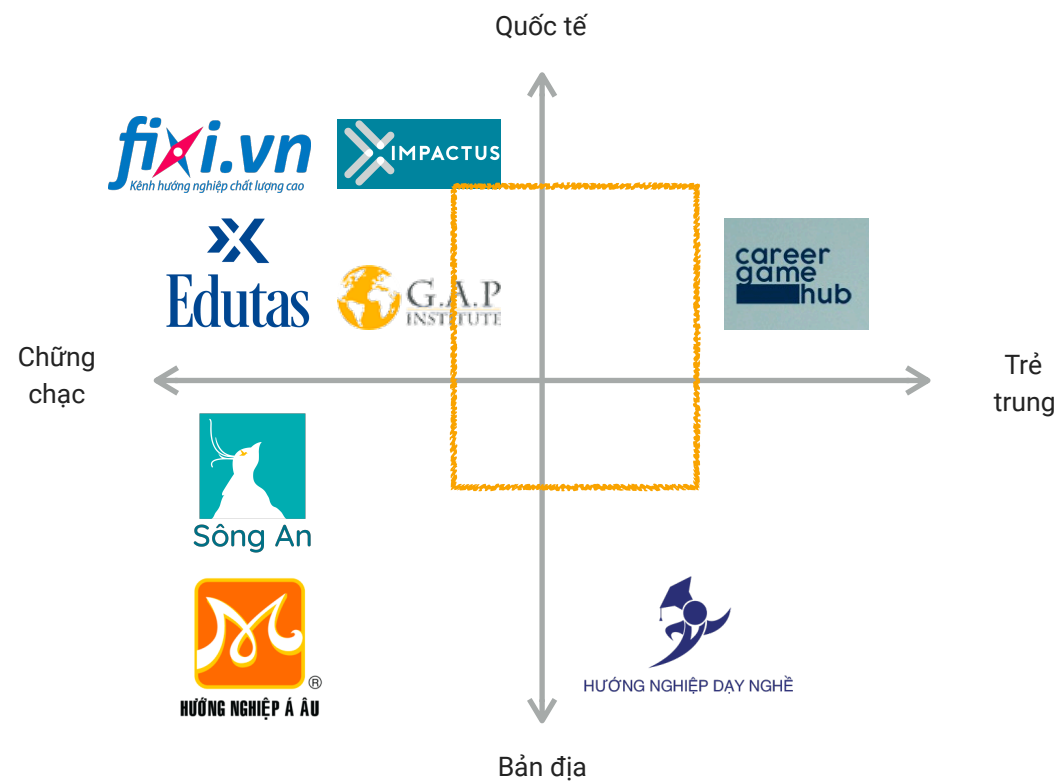 Quốc tế
fixi.vn
Kênh hướng nghiệp chất lượng cao
IMPACTUS
Edutas
G.A.P
INSTITUTE
career
game
hub
Chững
chạc
Trẻ
trung
Sông An
®
HƯỚNG NGHIỆP Á ÂU
HƯỚNG NGHIỆP DẠY NGHỀ
Bản địa